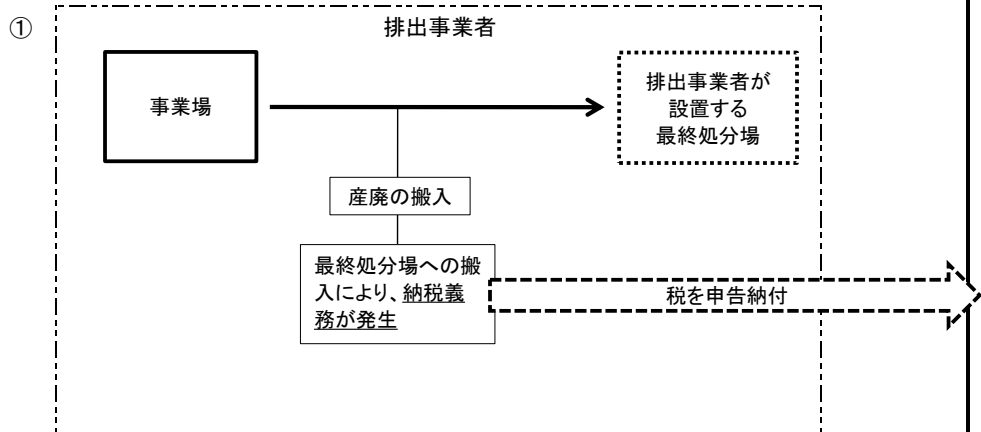 ①
排出事業者
事業場
排出事業者が
設置する
最終処分場
産廃の搬入
最終処分場への搬
入により、納税義
務が発生
税を申告納付